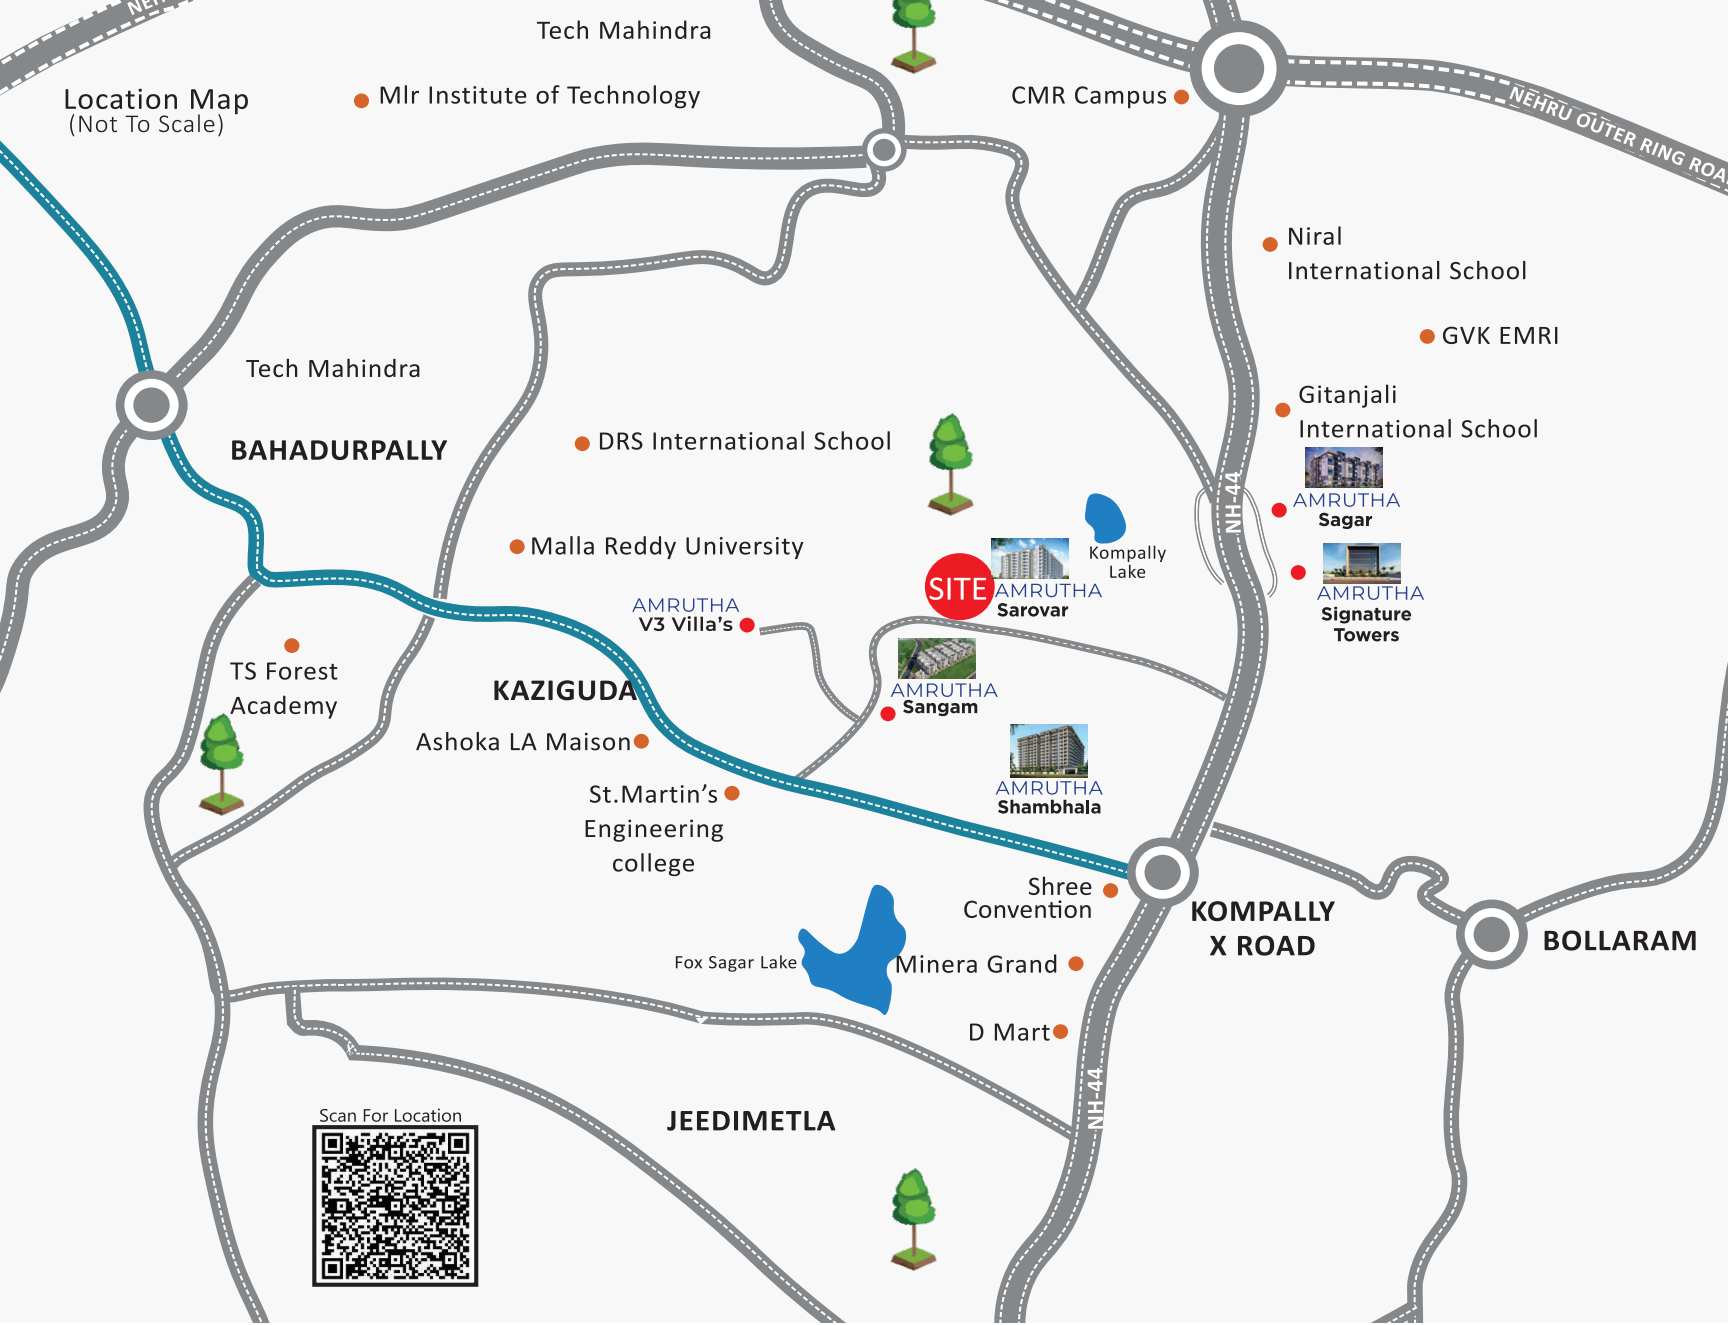 NEHRU
Tech Mahindra
Location Map
(Not To Scale)
Mlr Institute of Technology
CMR Campus
NEHRU OUTER RING ROA
Niral
International School
GVK EMRI
Tech Mahindra
Gitanjali
International School
BAHADURPALLY
DRS International School
NH-44
AMRUTHA
Sagar
Malla Reddy University
Kompally
Lake
SITE
AMRUTHA
Sarovar
AMRUTHA
Signature
Towers
AMRUTHA
V3 Villa's
TS Forest
Academy
KAZIGUDA
AMRUTHA
Sangam
Ashoka LA Maison
St.Martin's
Engineering
college
AMRUTHA
Shambhala
Shree
Convention
KOMPALLY
X ROAD
BOLLARAM
Fox Sagar Lake
Minera Grand
D Mart
NH-44
Scan For Location
JEEDIMETLA